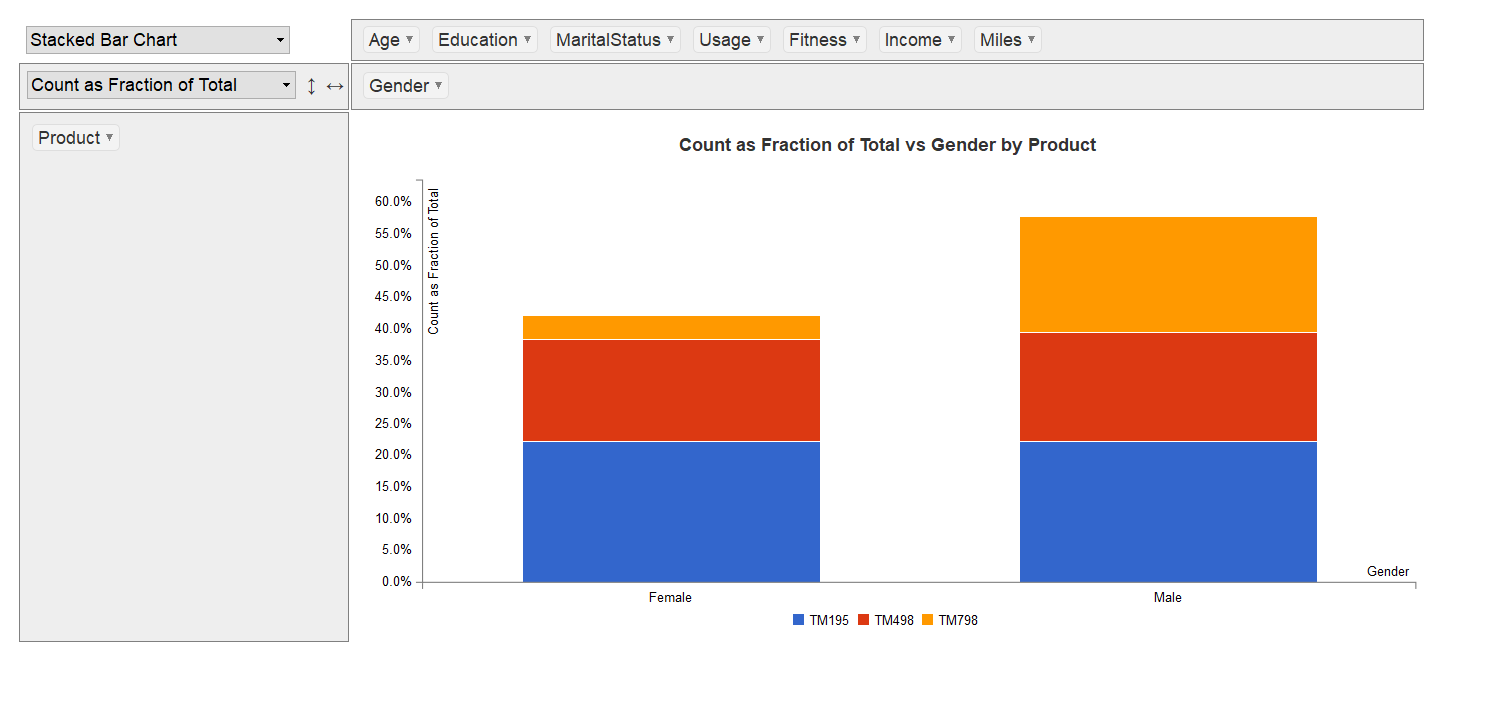 Stacked Bar Chart
Age ▾ Education ▾ MaritalStatus ▾ Usage ▾ Fitness ▾ Income ▾ Miles ▾
Count as Fraction of Total ↕ ↔
Gender ▾
Product ▾
Count as Fraction of Total vs Gender by Product
60.0%
55.0%
50.0%
45.0%
40.0%
35.0%
30.0%
25.0%
20.0%
15.0%
10.0%
5.0%
0.0%
Count as Fraction of Total
Gender
Female Male
TM195 TM498 TM798